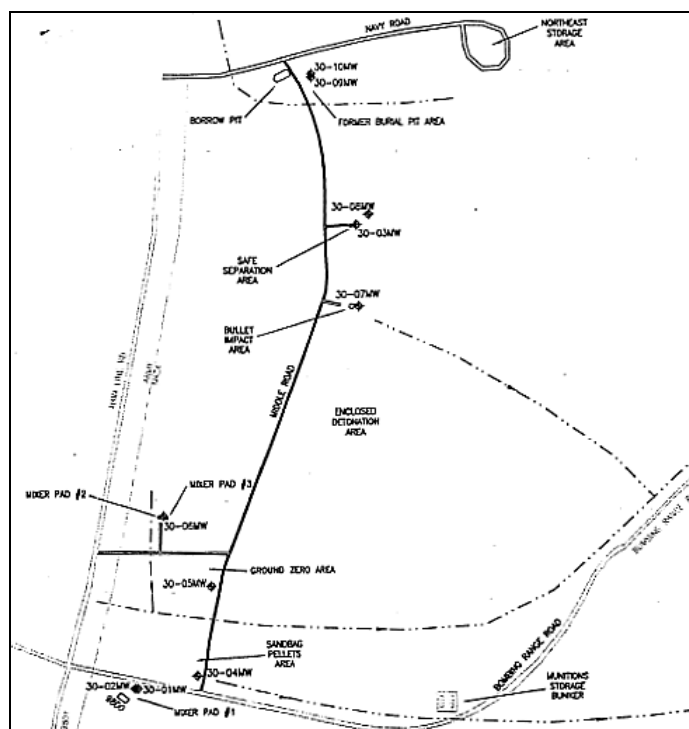 NAVY ROAD
NORTHEAST
STORAGE
AREA
30-10MW
30-09MW
BORROW PIT
FORMER BURIAL PIT AREA
30-08MW
30-03MW
SAFE
SEPARATION
AREA
30-07MW
BULLET
IMPACT
AREA
MIDDLE ROAD
ENCLOSED
DETONATION
AREA
MIXER PAD #3
MIXER PAD #2
30-06MW
BOMBING RANGE
GROUND ZERO AREA
30-05MW
SANDBAG
PELLETS
AREA
BOMBING RANGE ROAD
30-04MW
MUNITIONS
STORAGE
BUNKER
30-02MW
30-01MW
MIXER PAD #1